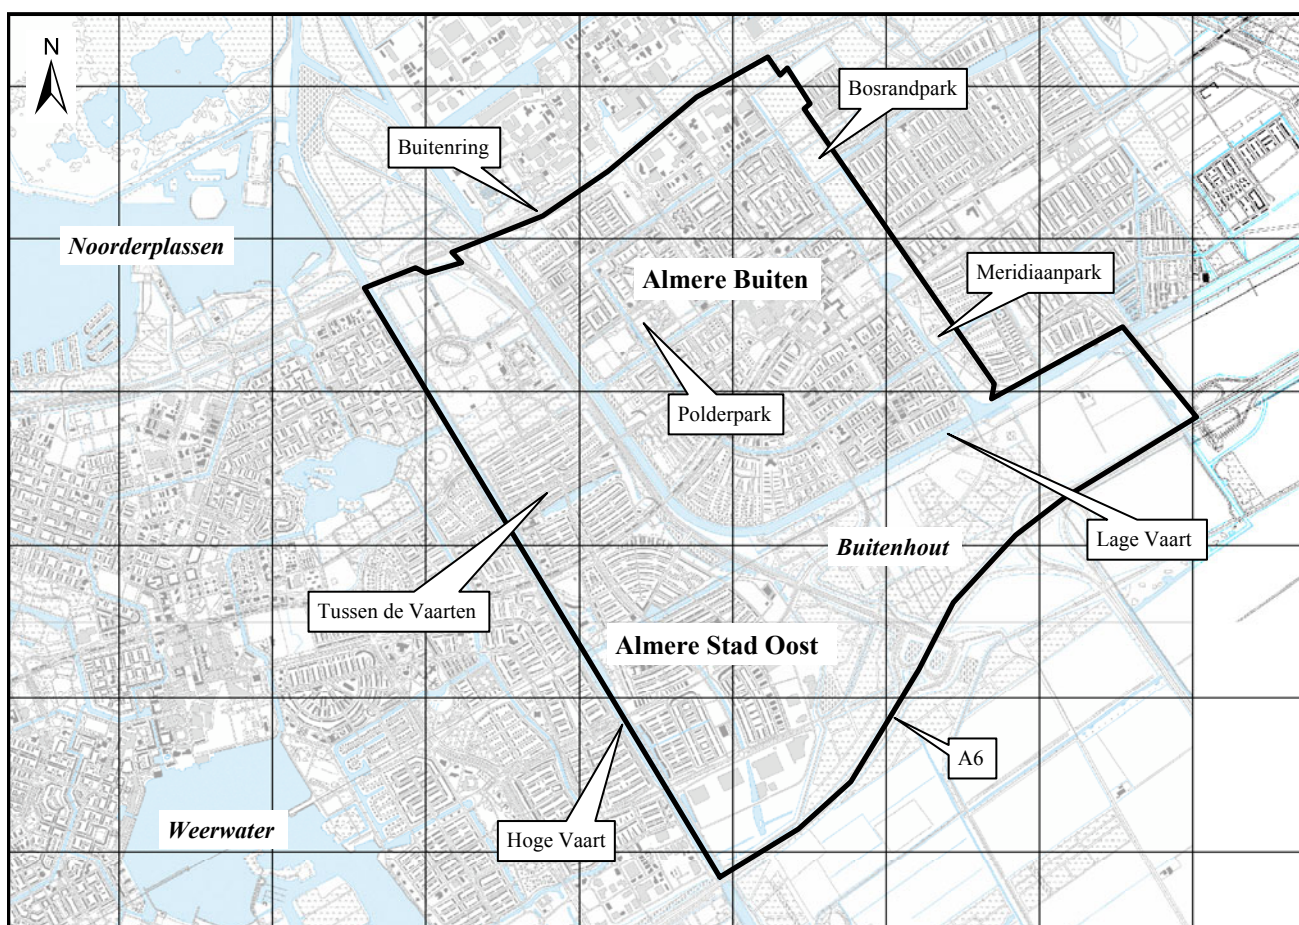 N
Bosrandpark
Buitenring
Noorderplassen
Almere Buiten
Meridiaanpark
Polderpark
Lage Vaart
Buitenhout
Tussen de Vaarten
Almere Stad Oost
A6
Weerwater
Hoge Vaart